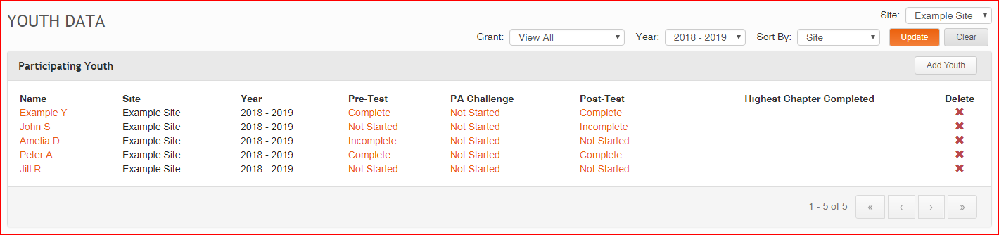 YOUTH DATA
Site: Example Site
Grant: View All Year: 2018 - 2019 Sort By: Site Update Clear
Participating Youth Add Youth
Name Site Year Pre-Test PA Challenge Post-Test Highest Chapter Completed Delete
Example Y Example Site 2018 - 2019 Complete Not Started Complete
John S Example Site 2018 - 2019 Not Started Not Started Incomplete
Amelia D Example Site 2018 - 2019 Incomplete Not Started Not Started
Peter A Example Site 2018 - 2019 Complete Not Started Complete
Jill R Example Site 2018 - 2019 Not Started Not Started Not Started
1 - 5 of 5 « ‹ › »